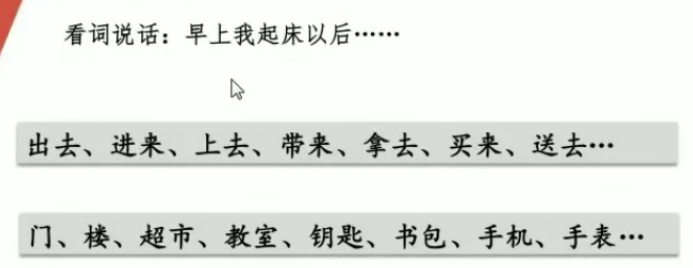 看词说话：早上我起床以后……
出去、进来、上去、带来、拿去、买来、送去…
门、楼、超市、教室、钥匙、书包、手机、手表…